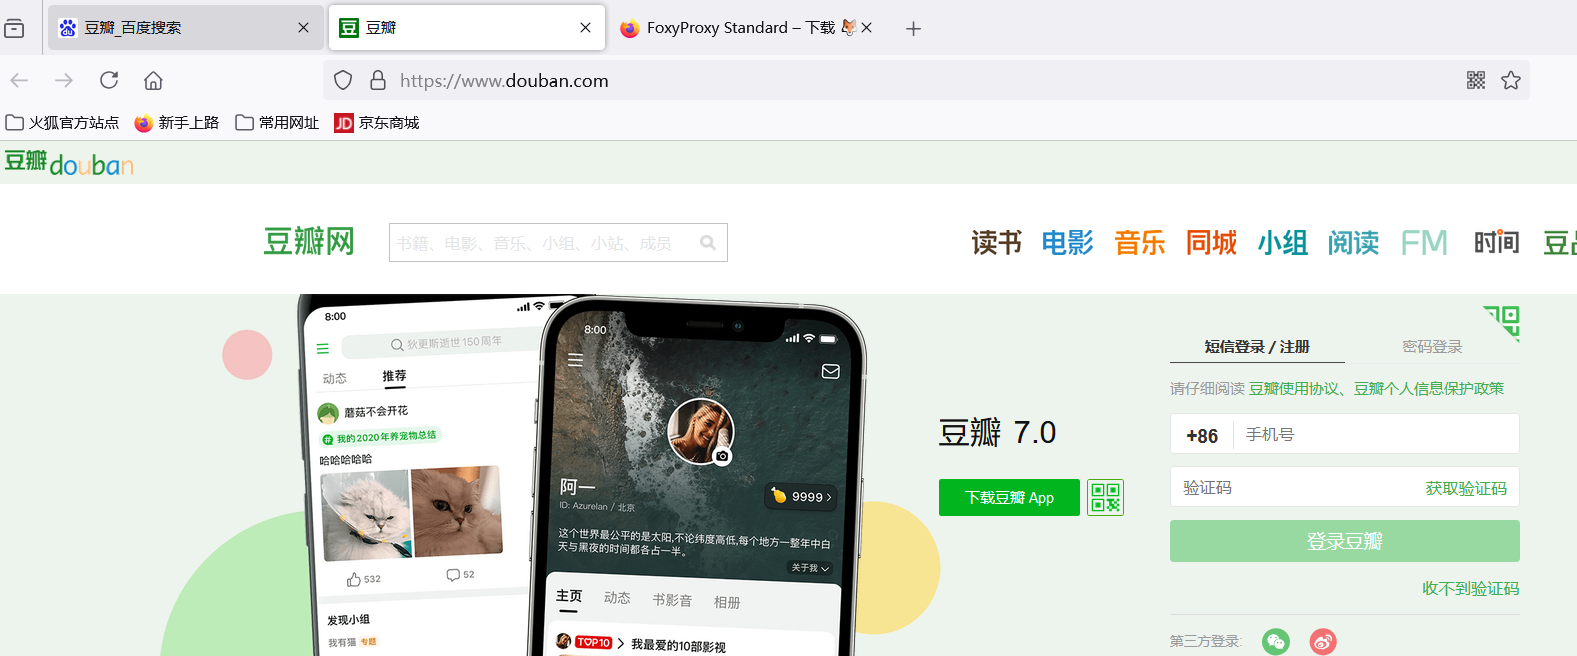 豆瓣_百度搜索
豆瓣
FoxyProxy Standard – 下载
https://www.douban.com
火狐官方站点 新手上路 常用网址 JD 京东商城
豆瓣douban
豆瓣网 书籍、电影、音乐、小组、小站、成员 读书 电影 音乐 同城 小组 阅读 FM 时间
8:00
狄更斯逝世150周年
动态 推荐
蘑菇不会开花
我的2020年养宠物总结
哈哈哈哈哈
532 52
发现小组
我有猫 专题
8:00
阿一
ID: Azurelan / 北京
9999
这个世界最公平的是太阳,不论纬度高低,每个地方一整年中白
天与黑夜的时间都各占一半。
关于我
主页 动态 书影音 相册
TOP10 我最爱的10部影视
豆瓣 7.0
下载豆瓣 App
短信登录 / 注册 密码登录
请仔细阅读 豆瓣使用协议、豆瓣个人信息保护政策
+86 手机号
验证码 获取验证码
登录豆瓣
收不到验证码
第三方登录: